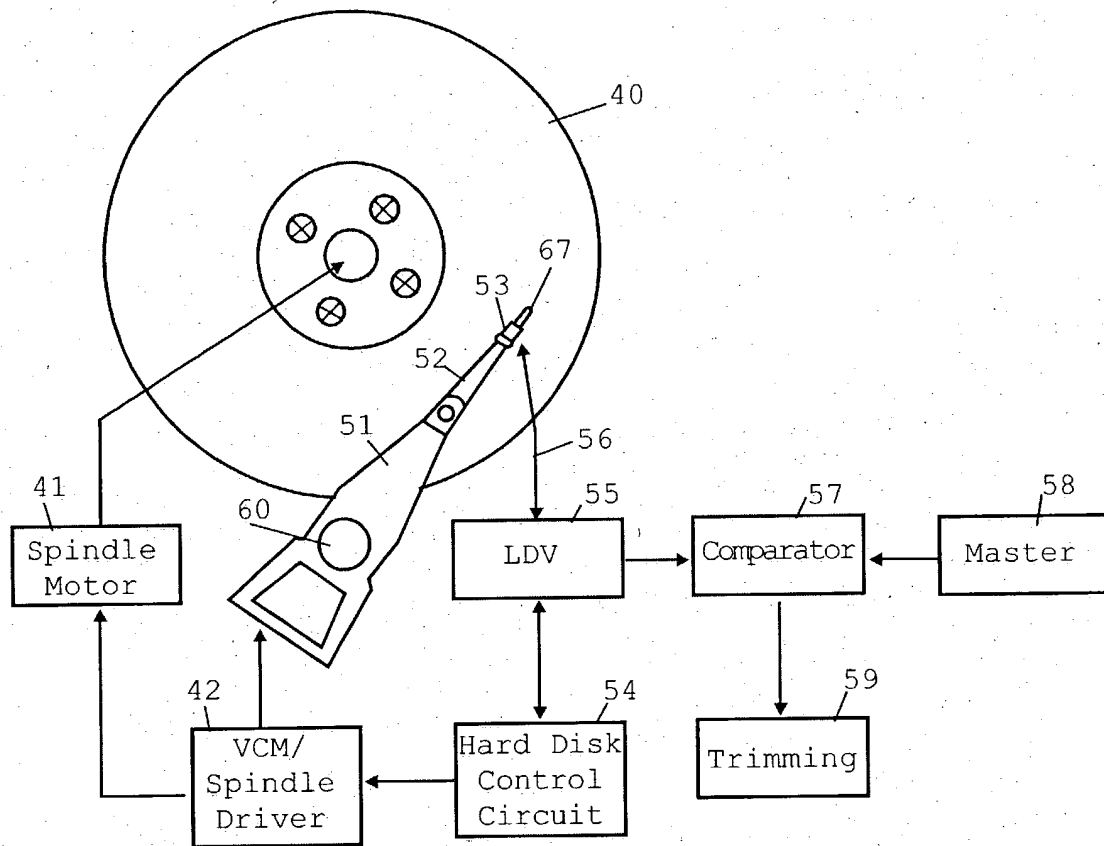 40
67
53
52
51
56
41
60
55
57
58
Spindle
Motor
LDV
Comparator
Master
42
54
59
VCM/
Spindle
Driver
Hard Disk
Control
Circuit
Trimming